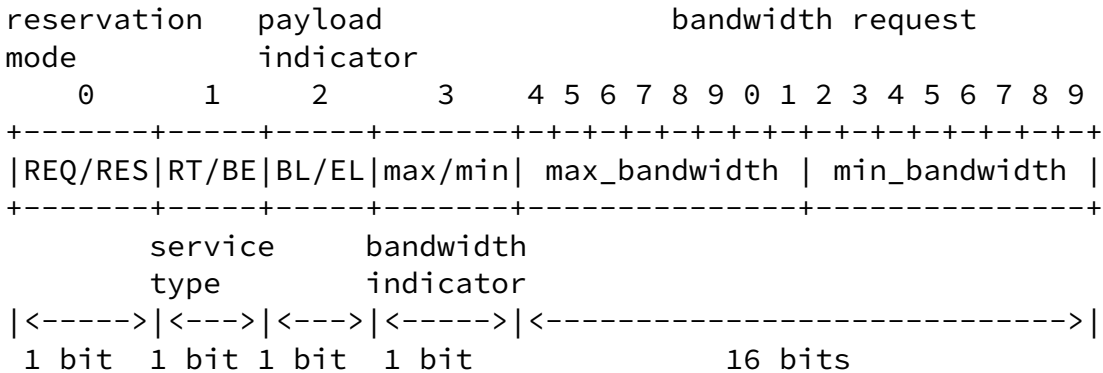 reservation   payload                bandwidth request
mode          indicator
    0      1     2      3    4 5 6 7 8 9 0 1 2 3 4 5 6 7 8 9
+-------+-----+-----+-------+-+-+-+-+-+-+-+-+-+-+-+-+-+-+-+-+
|REQ/RES|RT/BE|BL/EL|max/min| max_bandwidth | min_bandwidth |
+-------+-----+-----+-------+---------------+---------------+
        service     bandwidth
        type        indicator
|<----->|<--->|<--->|<----->|<----------------------------->|
 1 bit  1 bit 1 bit  1 bit             16 bits